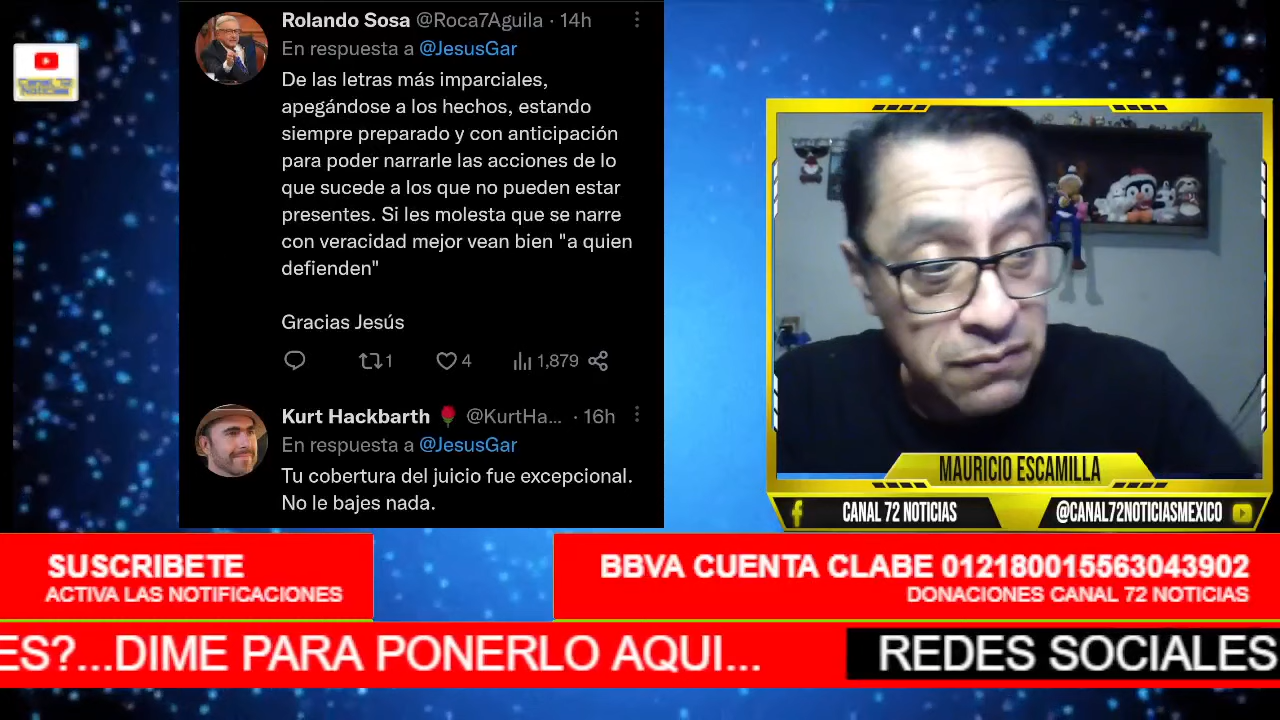 Rolando Sosa @Roca7Aguila · 14h
En respuesta a @JesusGar
De las letras más imparciales,
apegándose a los hechos, estando
siempre preparado y con anticipación
para poder narrarle las acciones de lo
que sucede a los que no pueden estar
presentes. Si les molesta que se narre
con veracidad mejor vean bien "a quien
defienden"
Gracias Jesús
1 4 1,879
Kurt Hackbarth 🌹 @KurtHa... · 16h
En respuesta a @JesusGar
Tu cobertura del juicio fue excepcional.
No le bajes nada.
Canal 72
Noticias
MAURICIO ESCAMILLA
CANAL 72 NOTICIAS
@CANAL72NOTICIASMEXICO
SUSCRIBETE
ACTIVA LAS NOTIFICACIONES
BBVA CUENTA CLABE 012180015563043902
DONACIONES CANAL 72 NOTICIAS
ES?...DIME PARA PONERLO AQUI...
REDES SOCIALES